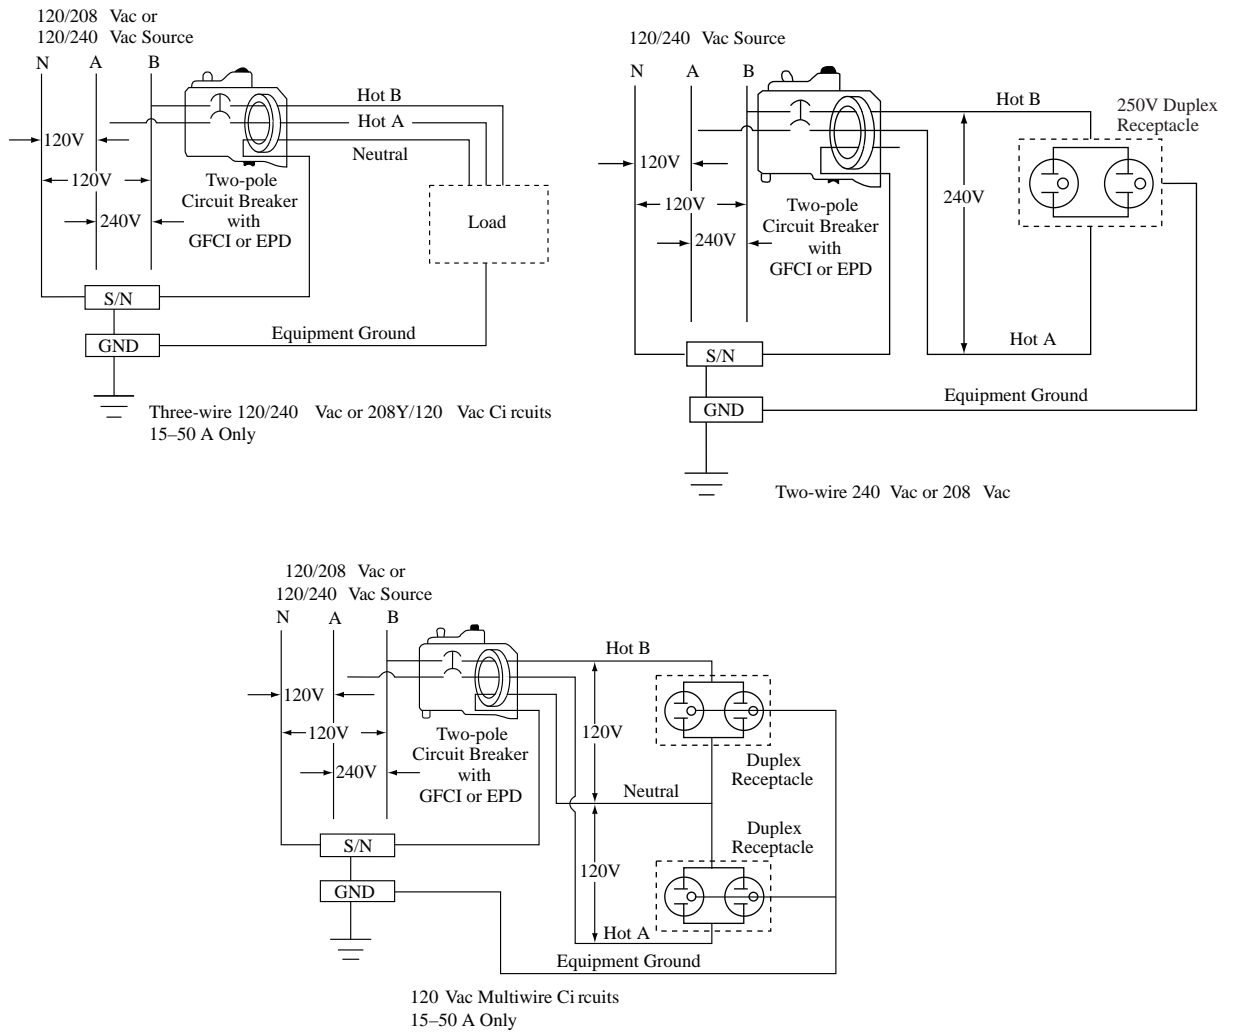 120/208 Vac or
120/240 Vac Source
N A B
Hot B
Hot A
Neutral
120V
120V
240V
Two-pole
Circuit Breaker
with
GFCI or EPD
Load
S/N
GND
Equipment Ground
Three-wire 120/240 Vac or 208Y/120 Vac Circuits
15–50 A Only
120/240 Vac Source
N A B
Hot B
250V Duplex
Receptacle
120V
120V
240V
Two-pole
Circuit Breaker
with
GFCI or EPD
240V
Hot A
S/N
GND
Equipment Ground
Two-wire 240 Vac or 208 Vac
120/208 Vac or
120/240 Vac Source
N A B
Hot B
120V
120V
240V
Two-pole
Circuit Breaker
with
GFCI or EPD
120V
Duplex
Receptacle
Neutral
Duplex
Receptacle
120V
S/N
GND
Hot A
Equipment Ground
120 Vac Multiwire Circuits
15–50 A Only